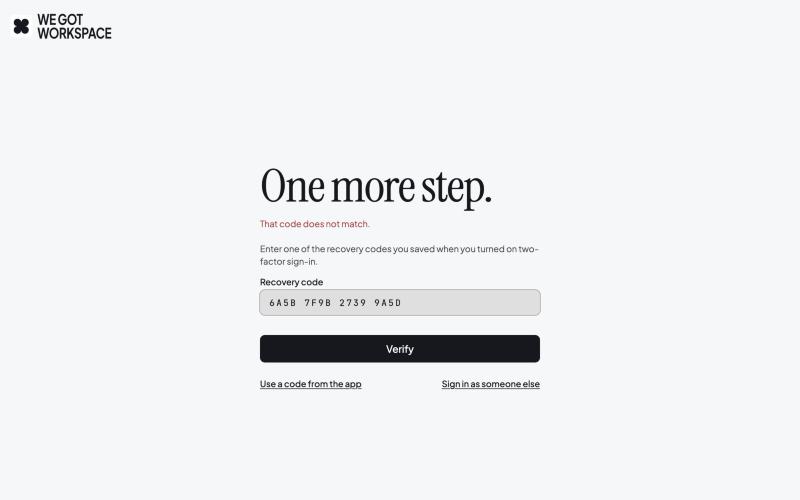 WE GOT
WORKSPACE
One more step.
That code does not match.
Enter one of the recovery codes you saved when you turned on two-
factor sign-in.
Recovery code
6A5B 7F9B 2739 9A5D
Verify
Use a code from the app
Sign in as someone else